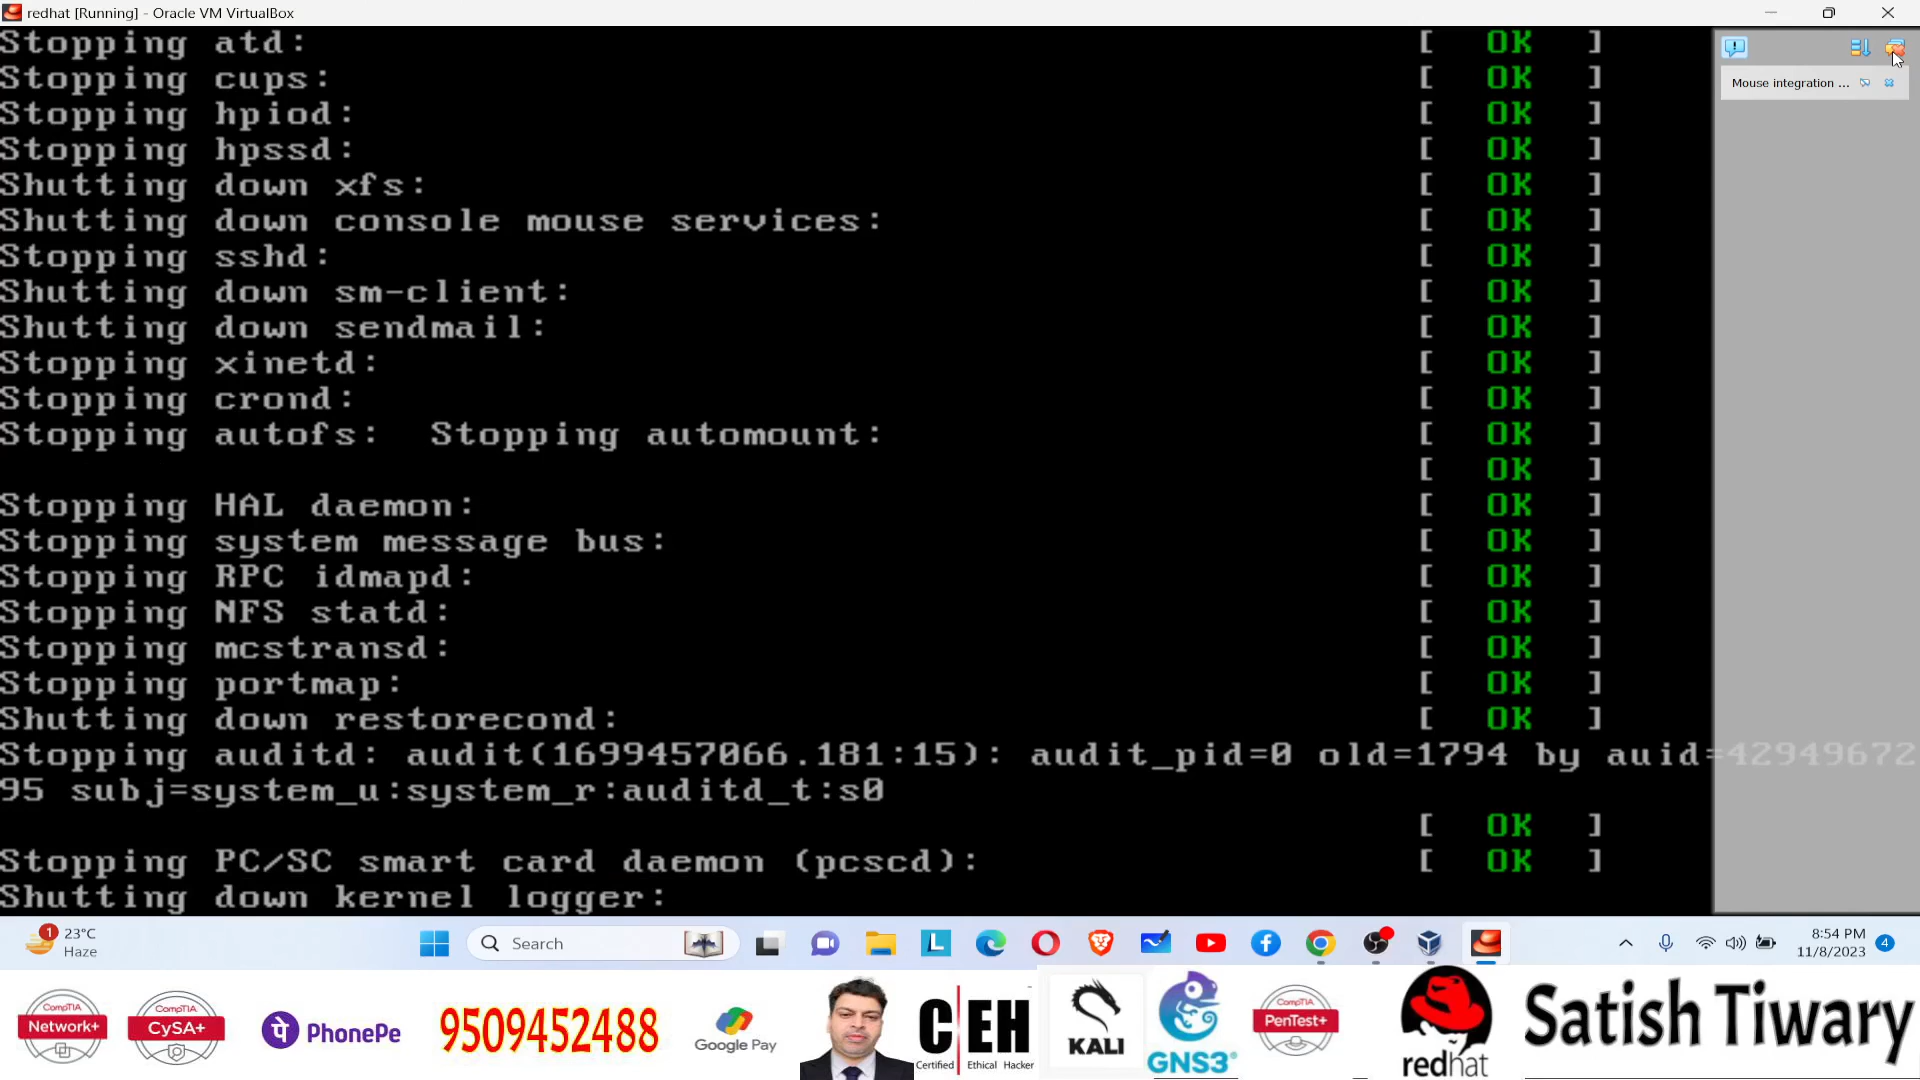 redhat [Running] - Oracle VM VirtualBox
Stopping atd: [ OK ]
Stopping cups: [ OK ]
Stopping hpiod: [ OK ]
Stopping hpssd: [ OK ]
Shutting down xfs: [ OK ]
Shutting down console mouse services: [ OK ]
Stopping sshd: [ OK ]
Shutting down sm-client: [ OK ]
Shutting down sendmail: [ OK ]
Stopping xinetd: [ OK ]
Stopping crond: [ OK ]
Stopping autofs: Stopping automount: [ OK ]
[ OK ]
Stopping HAL daemon: [ OK ]
Stopping system message bus: [ OK ]
Stopping RPC idmapd: [ OK ]
Stopping NFS statd: [ OK ]
Stopping mcstransd: [ OK ]
Stopping portmap: [ OK ]
Shutting down restorecond: [ OK ]
Stopping auditd: audit(1699457066.181:15): audit_pid=0 old=1794 by auid=42949672
95 subj=system_u:system_r:auditd_t:s0
[ OK ]
Stopping PC/SC smart card daemon (pcscd): [ OK ]
Shutting down kernel logger:
Mouse integration ...
1
23°C
Haze
Search
L
8:54 PM
11/8/2023
4
CompTIA
Network+
CompTIA
CySA+
PhonePe
9509452488
Google Pay
CEH
Certified Ethical Hacker
KALI
GNS3
CompTIA
PenTest+
redhat
Satish Tiwary